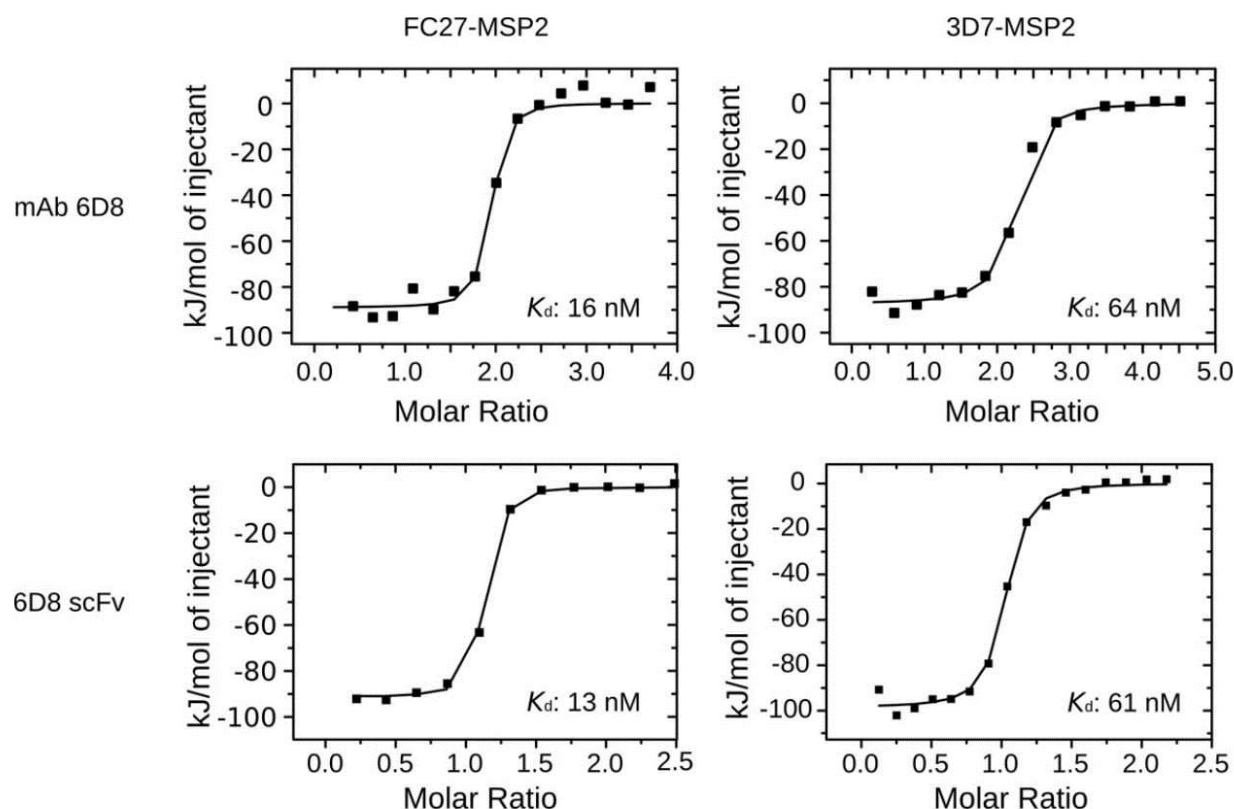 FC27-MSP2
3D7-MSP2
mAb 6D8
kJ/mol of injectant
0
-20
-40
-60
-80
-100
Kd: 16 nM
0.0 1.0 2.0 3.0 4.0
Molar Ratio
kJ/mol of injectant
0
-20
-40
-60
-80
-100
Kd: 64 nM
0.0 1.0 2.0 3.0 4.0 5.0
Molar Ratio
6D8 scFv
kJ/mol of injectant
0
-20
-40
-60
-80
-100
Kd: 13 nM
0.0 0.5 1.0 1.5 2.0 2.5
Molar Ratio
kJ/mol of injectant
0
-20
-40
-60
-80
-100
Kd: 61 nM
0.0 0.5 1.0 1.5 2.0 2.5
Molar Ratio